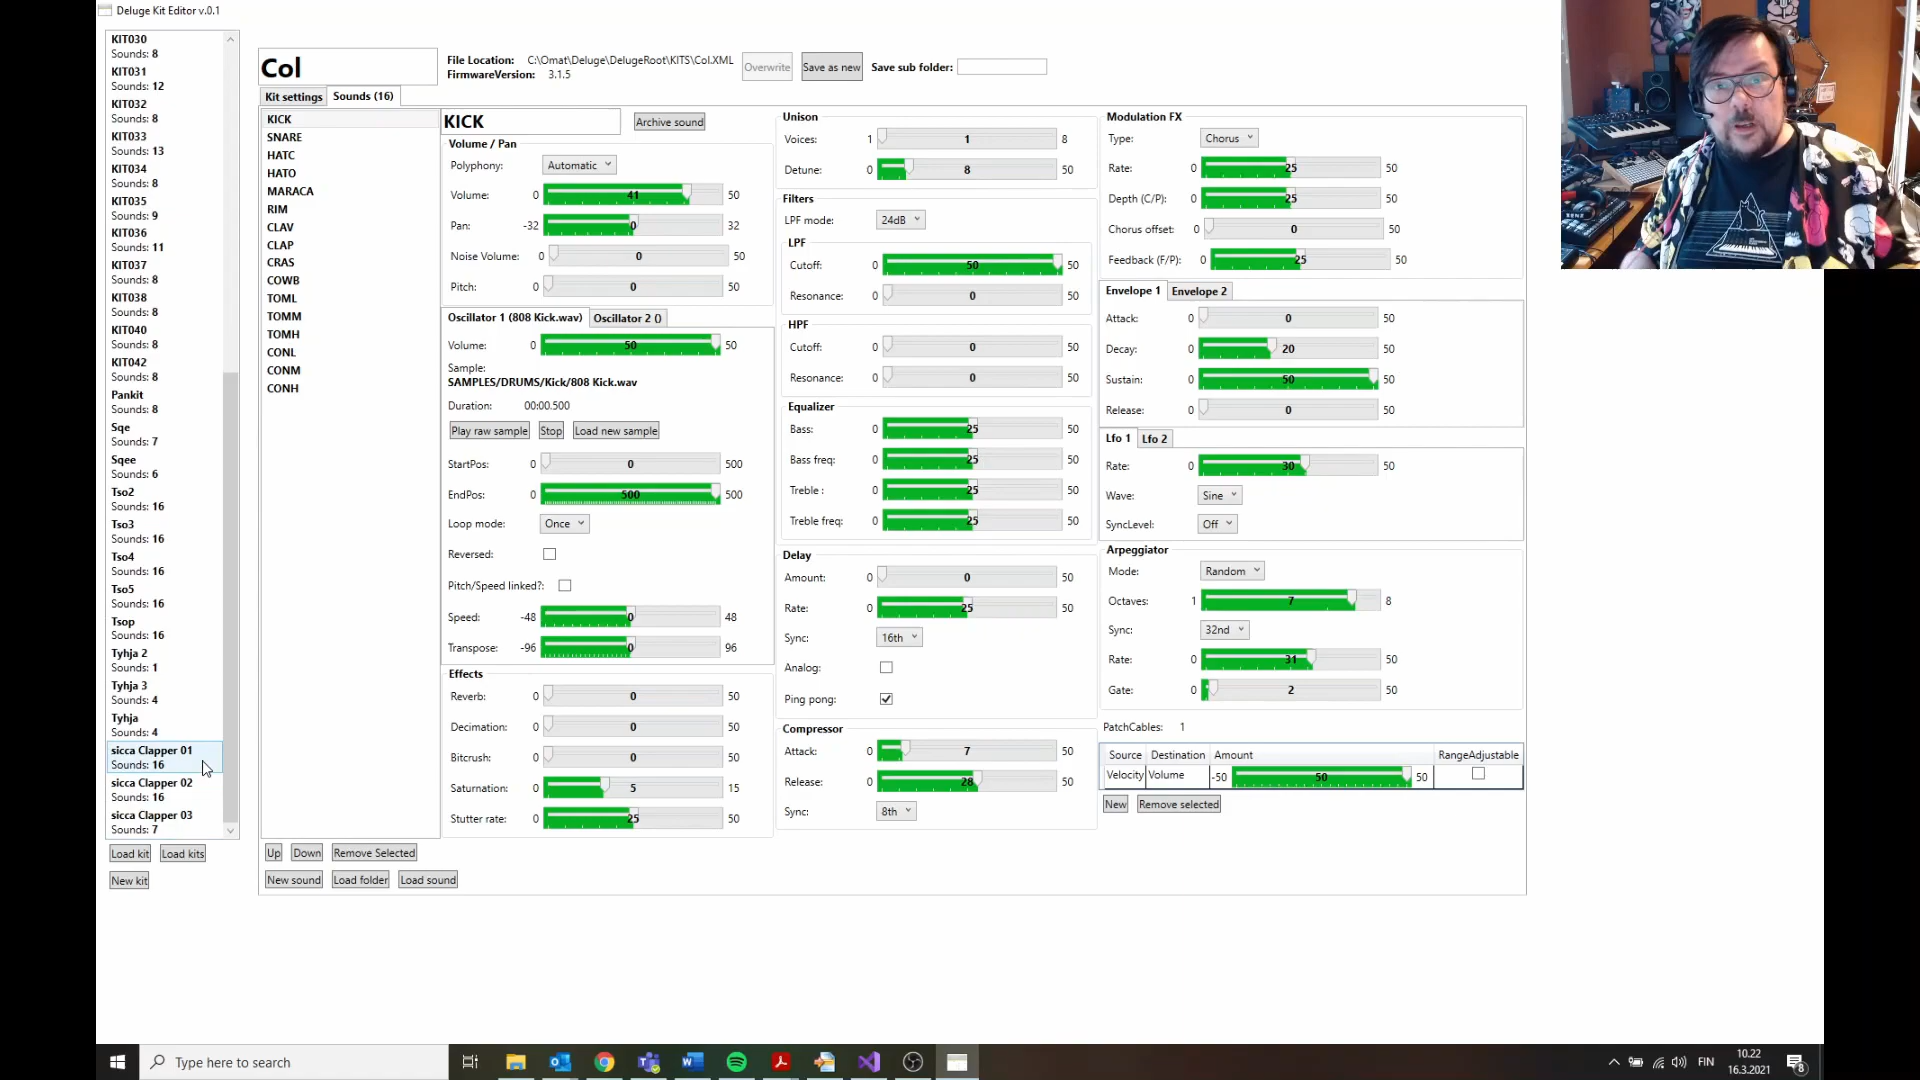 Deluge Kit Editor v.0.1
KIT030
Sounds: 8
KIT031
Sounds: 12
KIT032
Sounds: 8
KIT033
Sounds: 13
KIT034
Sounds: 8
KIT035
Sounds: 9
KIT036
Sounds: 11
KIT037
Sounds: 8
KIT038
Sounds: 8
KIT040
Sounds: 8
KIT042
Sounds: 8
Pankit
Sounds: 8
Sqe
Sounds: 7
Sqee
Sounds: 6
Tso2
Sounds: 16
Tso3
Sounds: 16
Tso4
Sounds: 16
Tso5
Sounds: 16
Tsop
Sounds: 16
Tyhja 2
Sounds: 1
Tyhja 3
Sounds: 4
Tyhja
Sounds: 4
sicca Clapper 01
Sounds: 16
sicca Clapper 02
Sounds: 16
sicca Clapper 03
Sounds: 7
Load kit Load kits
New kit
Col
File Location: C:\Omat\Deluge\DelugeRoot\KITS\Col.XML
FirmwareVersion: 3.1.5
Overwrite Save as new Save sub folder:
Kit settings Sounds (16)
KICK
SNARE
HATC
HATO
MARACA
RIM
CLAV
CLAP
CRAS
COWB
TOML
TOMM
TOMH
CONL
CONM
CONH
Up Down Remove Selected
New sound Load folder Load sound
KICK Archive sound
Volume / Pan
Polyphony: Automatic
Volume: 0 41 50
Pan: -32 0 32
Noise Volume: 0 0 50
Pitch: 0 0 50
Oscillator 1 (808 Kick.wav) Oscillator 2 ()
Volume: 0 50 50
Sample:
SAMPLES/DRUMS/Kick/808 Kick.wav
Duration: 00:00.500
Play raw sample Stop Load new sample
StartPos: 0 0 500
EndPos: 0 500 500
Loop mode: Once
Reversed:
Pitch/Speed linked?:
Speed: -48 0 48
Transpose: -96 0 96
Effects
Reverb: 0 0 50
Decimation: 0 0 50
Bitcrush: 0 0 50
Saturnation: 0 5 15
Stutter rate: 0 25 50
Unison
Voices: 1 1 8
Detune: 0 8 50
Filters
LPF mode: 24dB
LPF
Cutoff: 0 50 50
Resonance: 0 0 50
HPF
Cutoff: 0 0 50
Resonance: 0 0 50
Equalizer
Bass: 0 25 50
Bass freq: 0 25 50
Treble : 0 25 50
Treble freq: 0 25 50
Delay
Amount: 0 0 50
Rate: 0 25 50
Sync: 16th
Analog:
Ping pong:
Compressor
Attack: 0 7 50
Release: 0 28 50
Sync: 8th
Modulation FX
Type: Chorus
Rate: 0 25 50
Depth (C/P): 0 25 50
Chorus offset: 0 0 50
Feedback (F/P): 0 25 50
Envelope 1 Envelope 2
Attack: 0 0 50
Decay: 0 20 50
Sustain: 0 50 50
Release: 0 0 50
Lfo 1 Lfo 2
Rate: 0 30 50
Wave: Sine
SyncLevel: Off
Arpeggiator
Mode: Random
Octaves: 1 7 8
Sync: 32nd
Rate: 0 31 50
Gate: 0 2 50
PatchCables: 1
Source Destination Amount RangeAdjustable
Velocity Volume -50 50 50
New Remove selected
Type here to search
FIN
10.22
16.3.2021
8